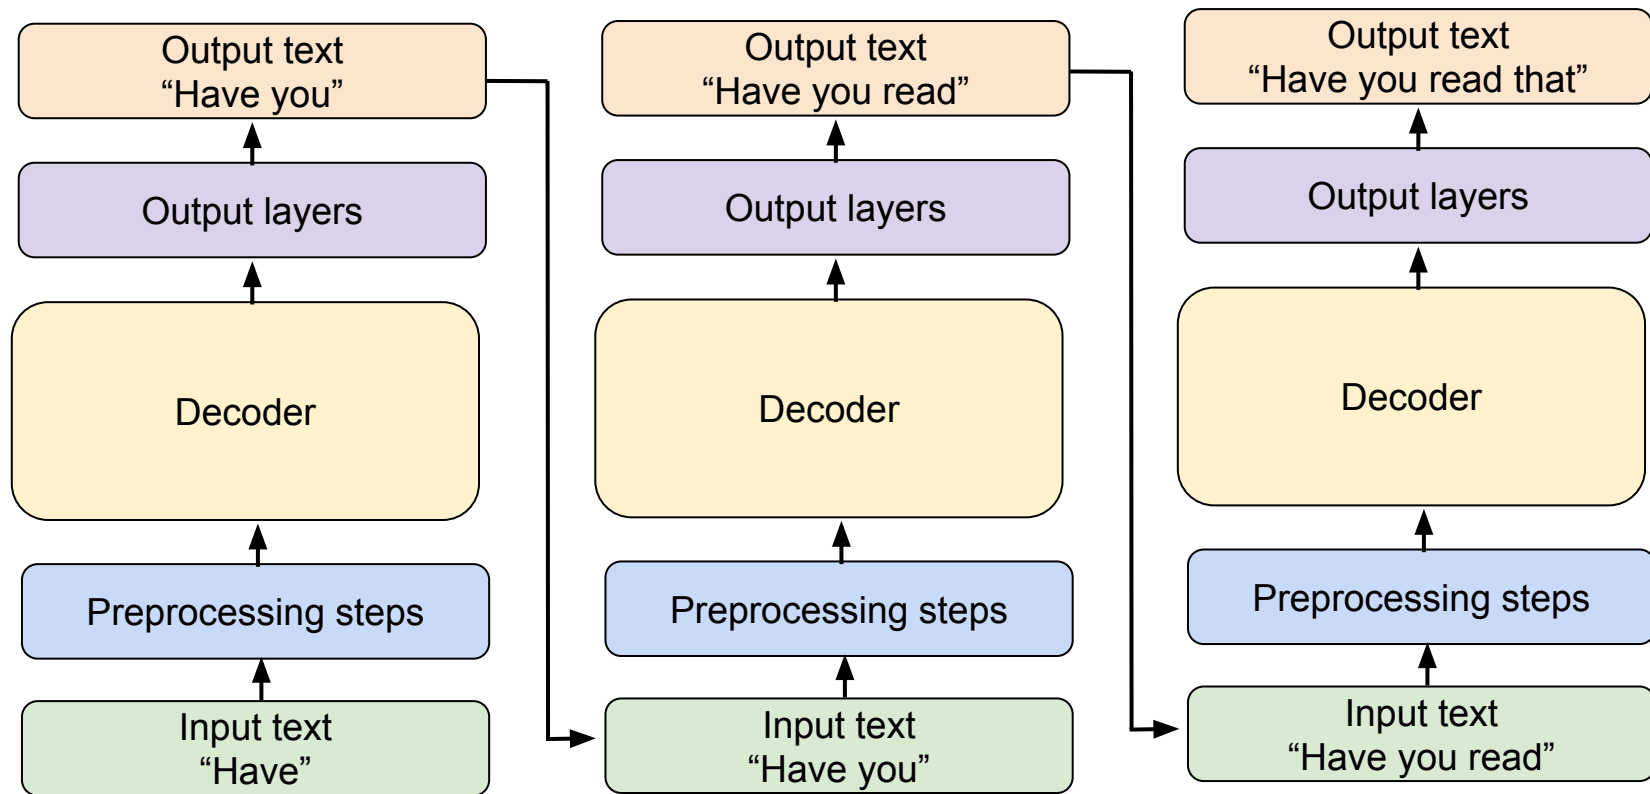 Output text
“Have you”
Output layers
Decoder
Preprocessing steps
Input text
“Have”
Output text
“Have you read”
Output layers
Decoder
Preprocessing steps
Input text
“Have you”
Output text
“Have you read that”
Output layers
Decoder
Preprocessing steps
Input text
“Have you read”